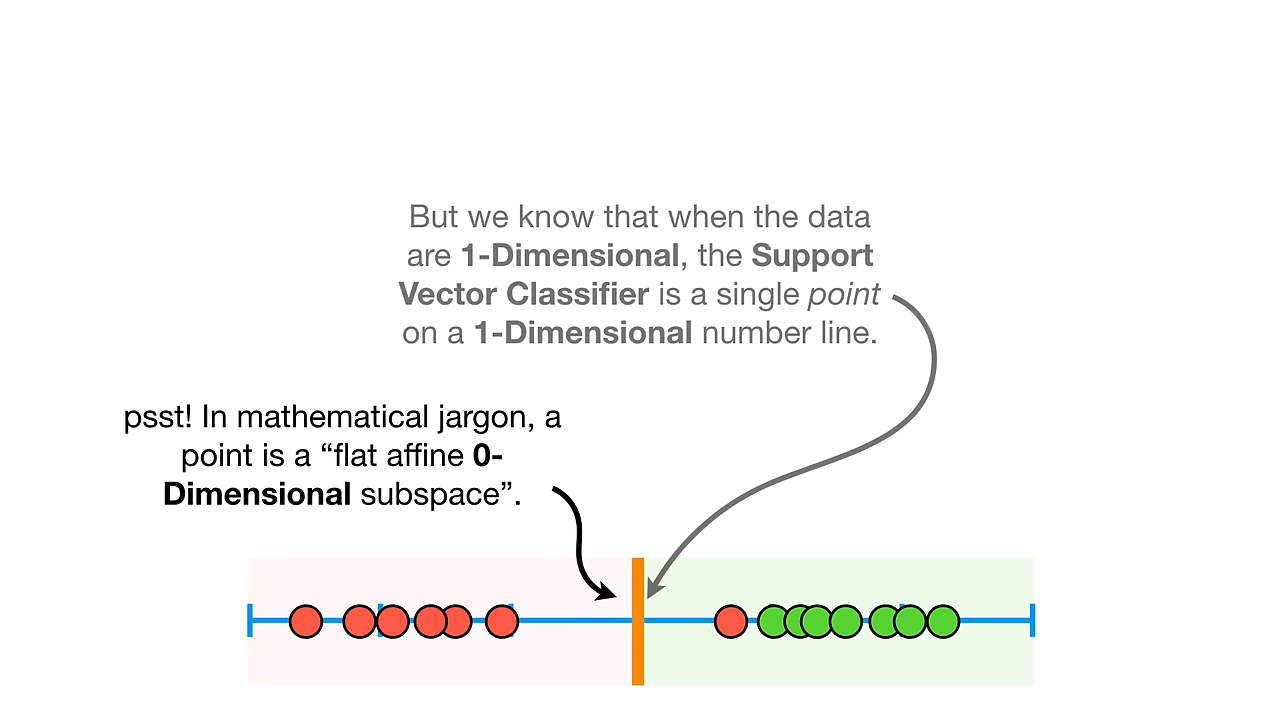 But we know that when the data
are 1-Dimensional, the Support
Vector Classifier is a single point
on a 1-Dimensional number line.
psst! In mathematical jargon, a
point is a “flat affine 0-
Dimensional subspace”.